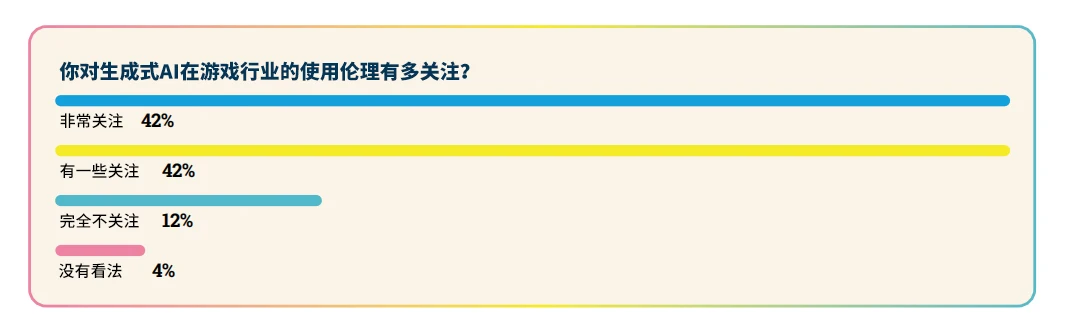 你对生成式AI在游戏行业的使用伦理有多关注?
非常关注 42%
有一些关注 42%
完全不关注 12%
没有看法 4%